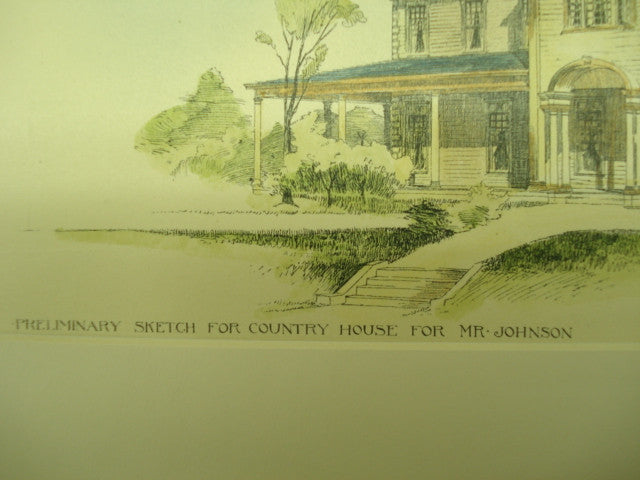 PRELIMINARY SKETCH FOR COUNTRY HOUSE FOR MR. JOHNSON